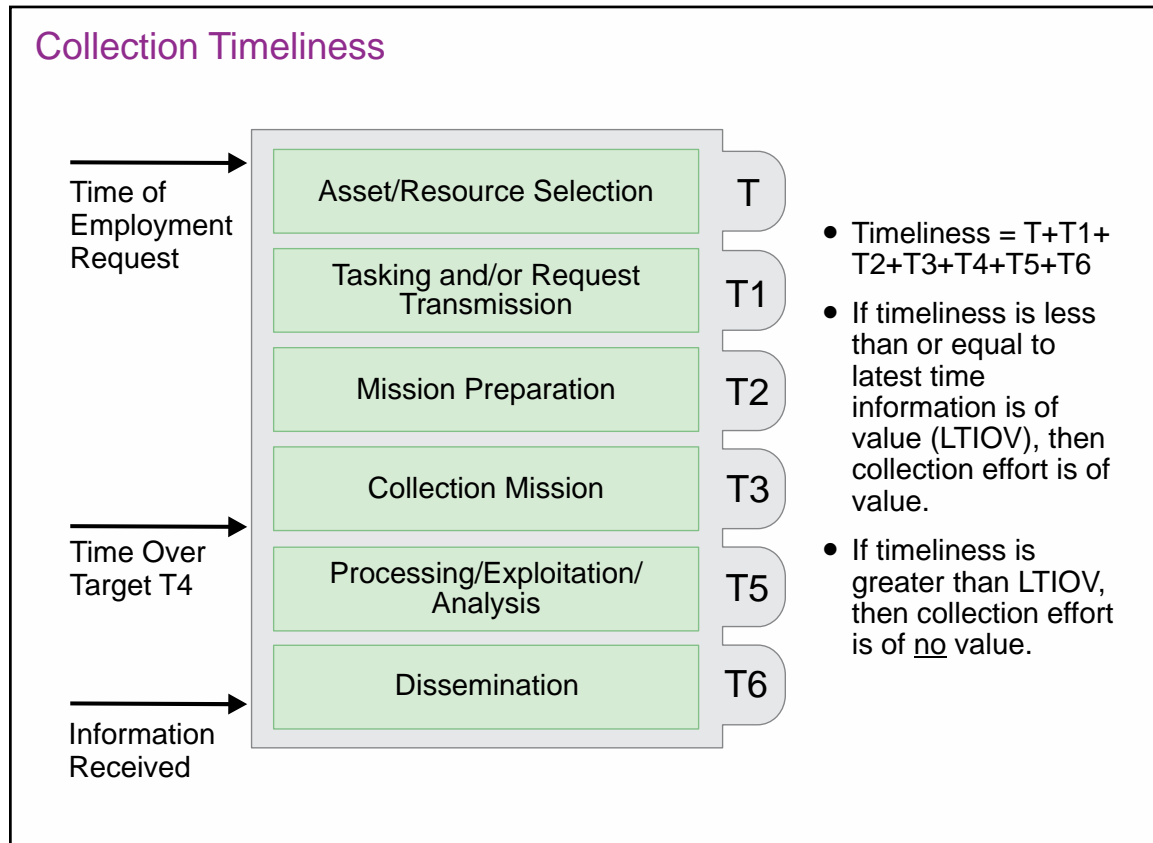 Collection Timeliness
Time of
Employment
Request
Asset/Resource Selection
T
Tasking and/or Request
Transmission
T1
Mission Preparation
T2
Collection Mission
T3
Time Over
Target T4
Processing/Exploitation/
Analysis
T5
Dissemination
T6
Information
Received
• Timeliness = T+T1+
T2+T3+T4+T5+T6
• If timeliness is less
than or equal to
latest time
information is of
value (LTIOV), then
collection effort is of
value.
• If timeliness is
greater than LTIOV,
then collection effort
is of no value.